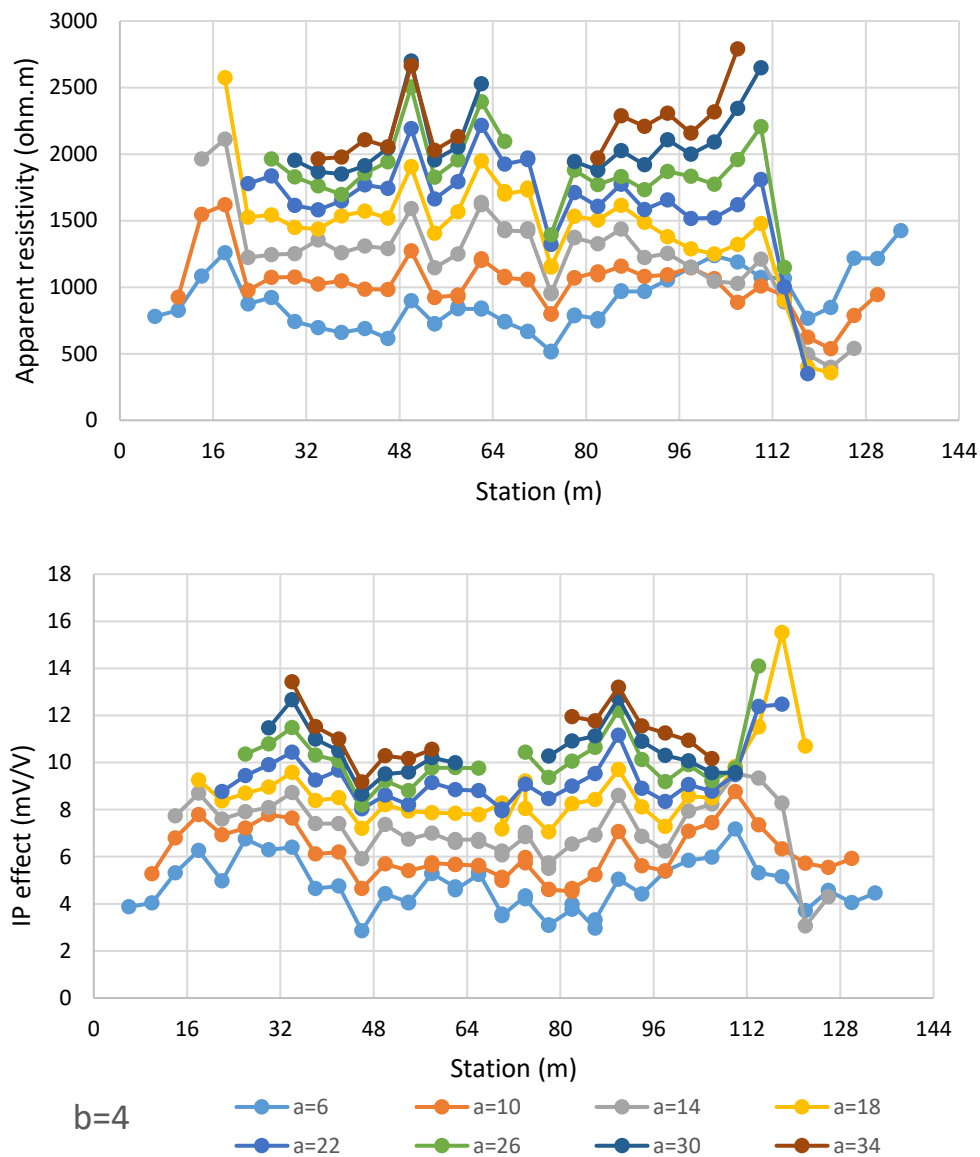 Apparent resistivity (ohm.m)
3000
2500
2000
1500
1000
500
0
0 16 32 48 64 80 96 112 128 144
Station (m)
IP effect (mV/V)
18
16
14
12
10
8
6
4
2
0
0 16 32 48 64 80 96 112 128 144
Station (m)
b=4
a=6 a=10 a=14 a=18
a=22 a=26 a=30 a=34